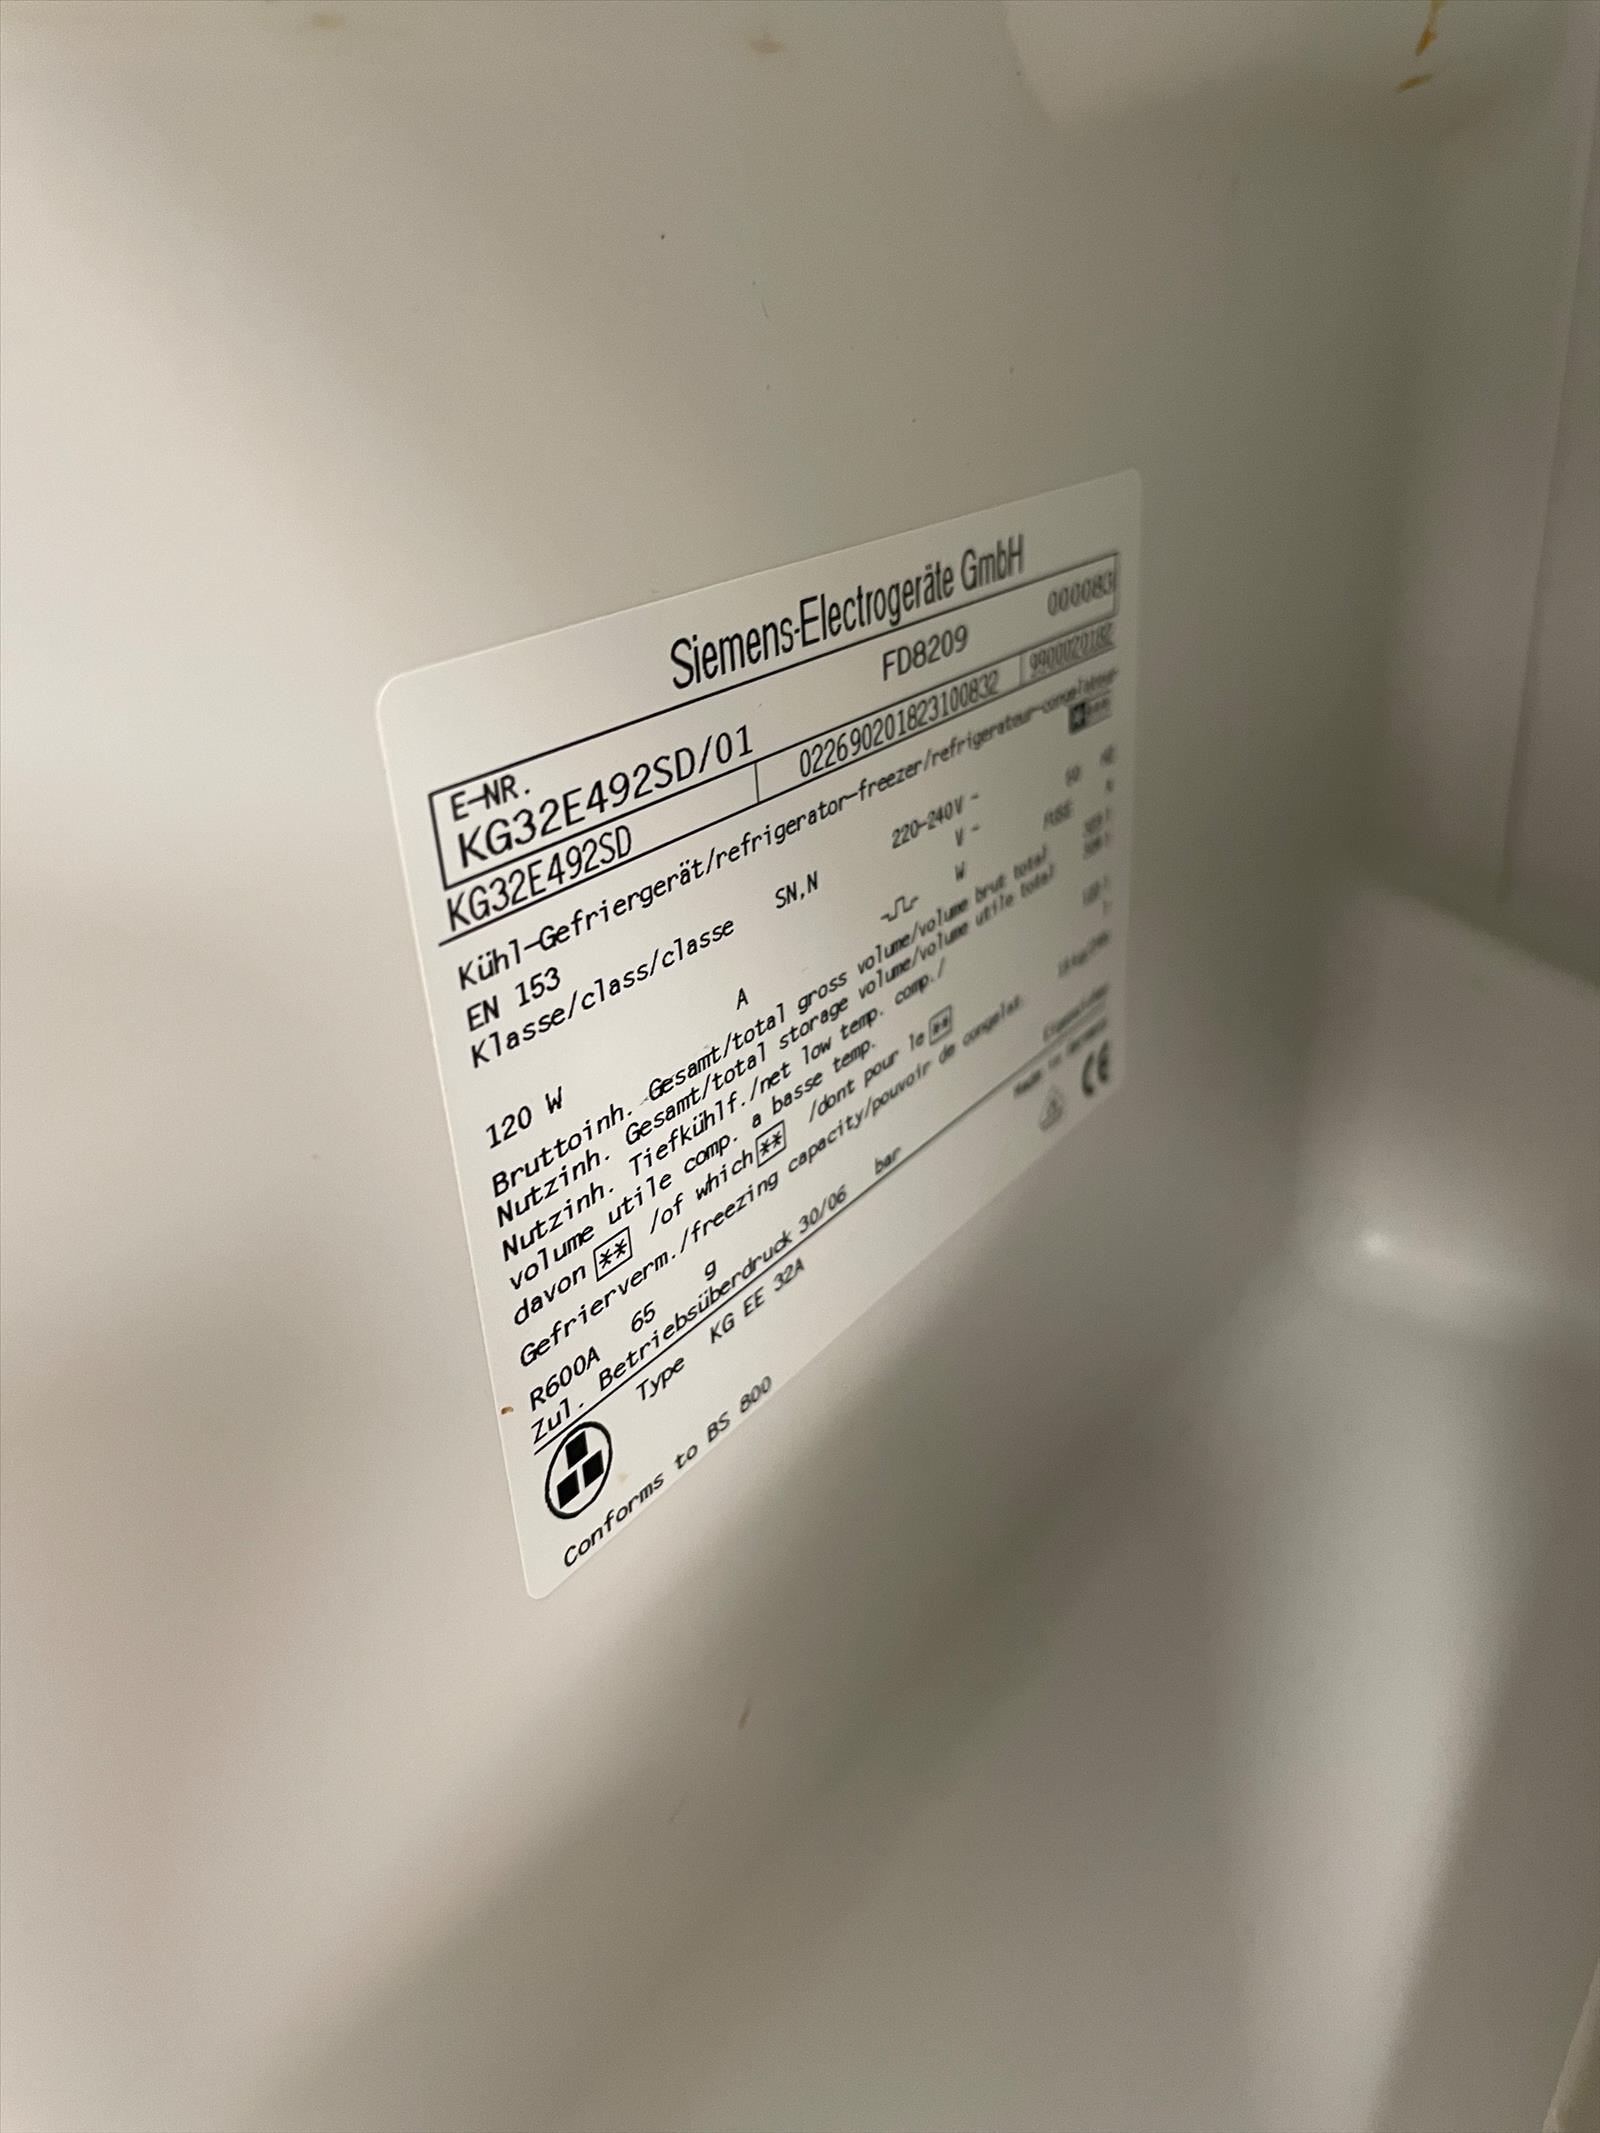 Siemens-Electrogeräte GmbH
E-NR.
KG32E492SD/01 FD8209 000083
KG32E492SD 022690201823100832 9900020182
Kühl-Gefriergerät/refrigerator-freezer/refrigerateur-congelateur
EN 153
Klasse/class/classe SN,N 220-240V ~
V ~ FUSE
120 W A W
Bruttoinh. Gesamt/total gross volume/volume brut total
Nutzinh. Gesamt/total storage volume/volume utile total
Nutzinh. Tiefkühlf./net low temp. comp./
volume utile comp. a basse temp.
davon ** /of which ** /dont pour le **
Gefrierverm./freezing capacity/pouvoir de congelat.
R600A 65 g
Zul. Betriebsüberdruck 30/06 bar
Type KG EE 32A Made in Germany
CE
Conforms to BS 800